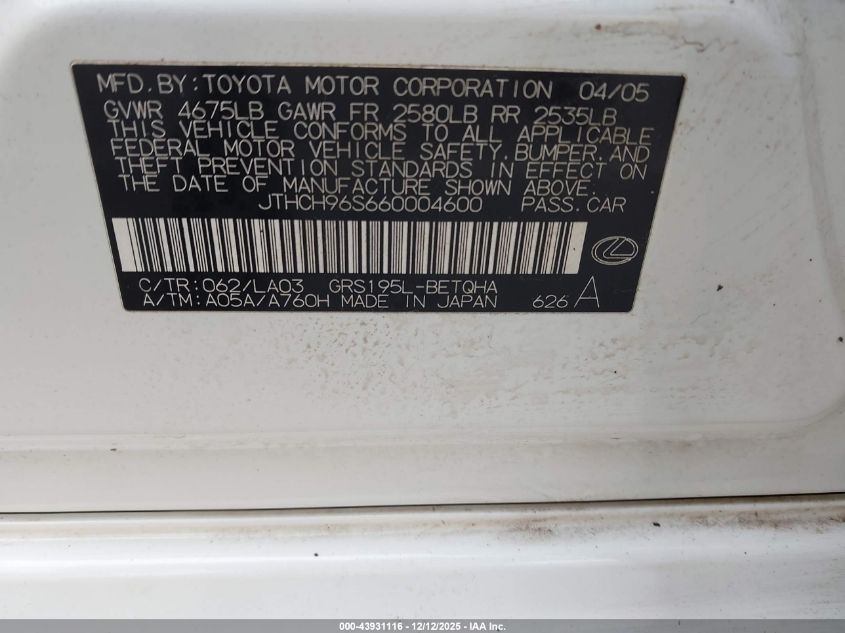 MFD.BY:TOYOTA MOTOR CORPORATION 04/05
GVWR 4675LB GAWR FR 2580LB RR 2535LB
THIS VEHICLE CONFORMS TO ALL APPLICABLE
FEDERAL MOTOR VEHICLE SAFETY,BUMPER,AND
THEFT PREVENTION STANDARDS IN EFFECT ON
THE DATE OF MANUFACTURE SHOWN ABOVE.
JTHCH96S660004600 PASS.CAR
C/TR:062/LA03 GRS195L-BETQHA
A/TM:A05A/A760H MADE IN JAPAN 626 A
000-43931116 - 12/12/2025 - IAA Inc.